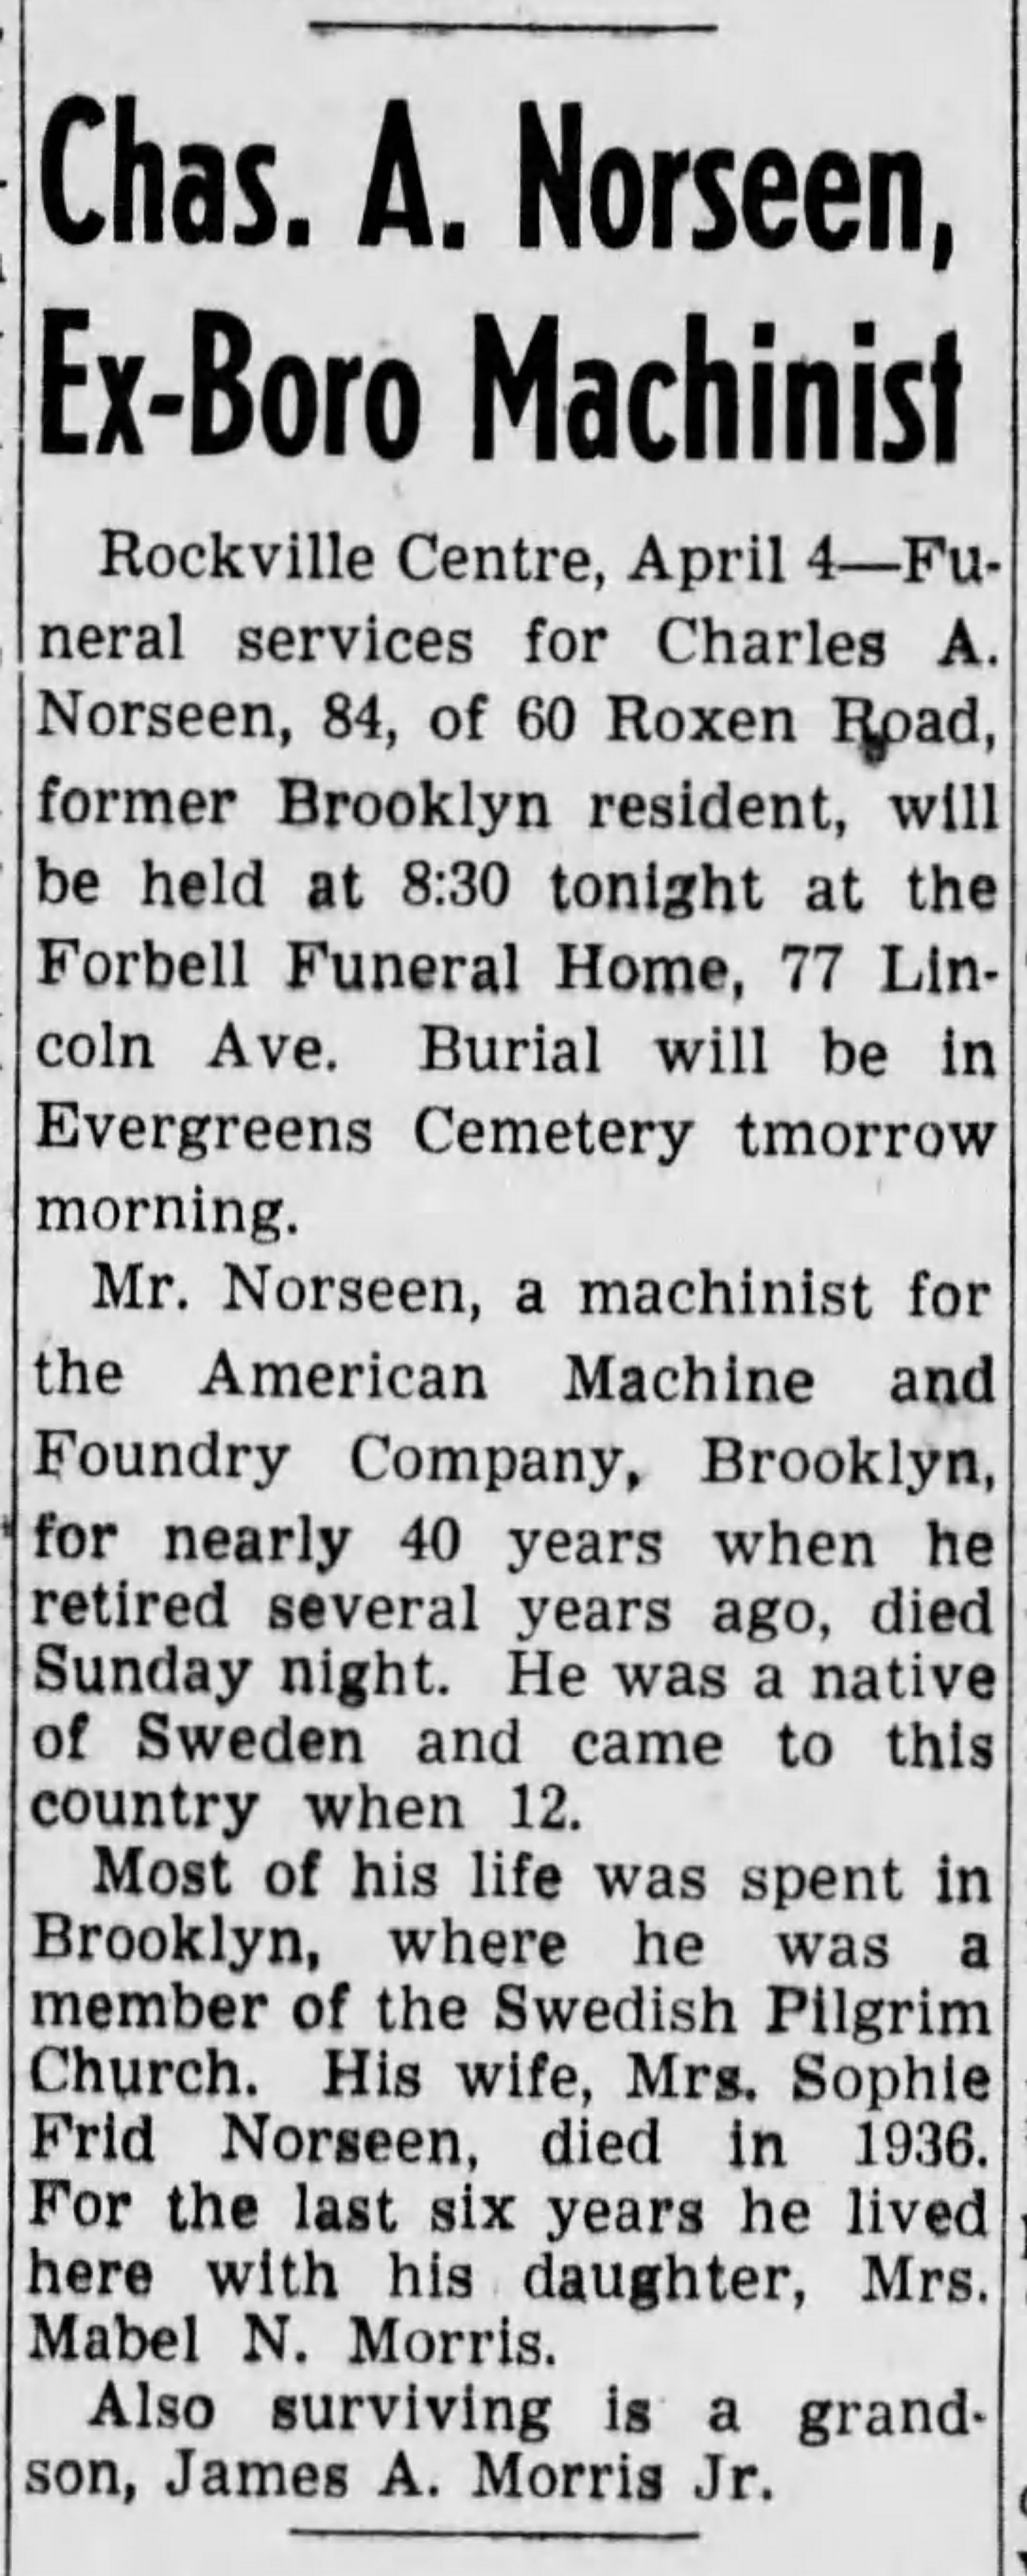 Chas. A. Norseen,
Ex-Boro Machinist
Rockville Centre, April 4—Fu-
neral services for Charles A.
Norseen, 84, of 60 Roxen Road,
former Brooklyn resident, will
be held at 8:30 tonight at the
Forbell Funeral Home, 77 Lin-
coln Ave. Burial will be in
Evergreens Cemetery tmorrow
morning.
Mr. Norseen, a machinist for
the American Machine and
Foundry Company, Brooklyn,
for nearly 40 years when he
retired several years ago, died
Sunday night. He was a native
of Sweden and came to this
country when 12.
Most of his life was spent in
Brooklyn, where he was a
member of the Swedish Pilgrim
Church. His wife, Mrs. Sophie
Frid Norseen, died in 1936.
For the last six years he lived
here with his daughter, Mrs.
Mabel N. Morris.
Also surviving is a grand-
son, James A. Morris Jr.